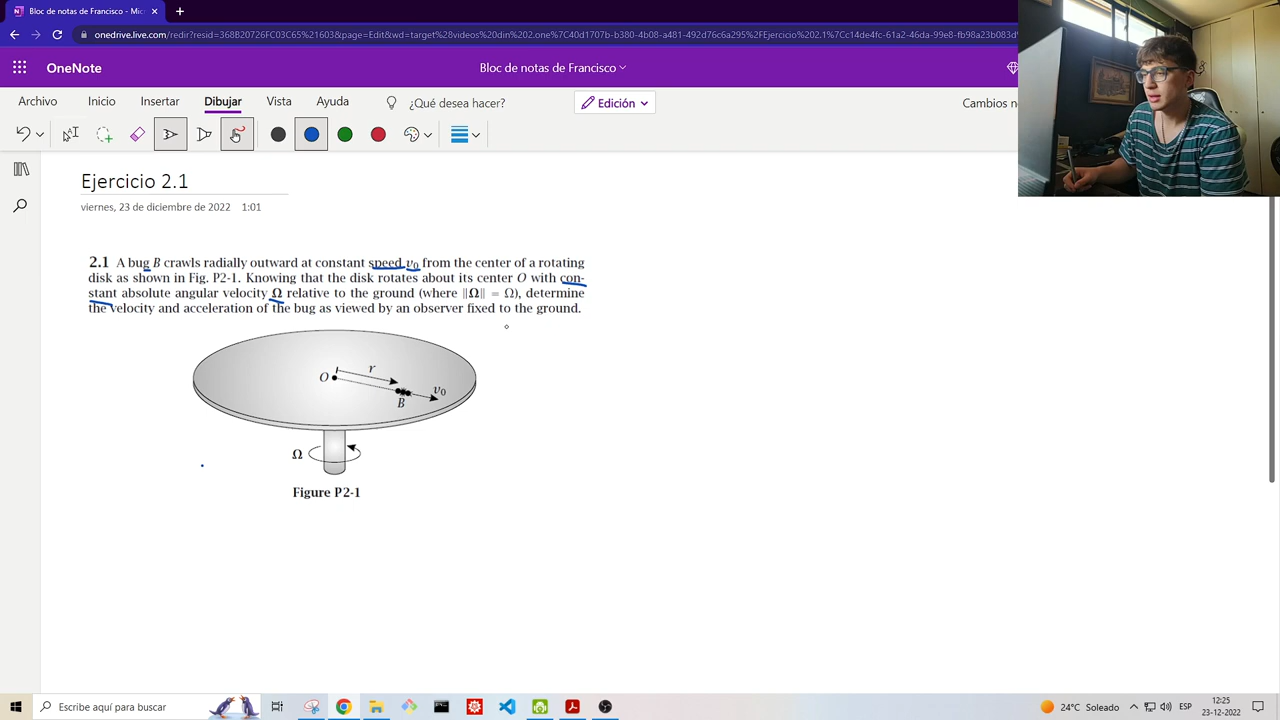 Bloc de notas de Francisco - Micr
onedrive.live.com/redir?resid=368B20726FC03C65%21603&page=Edit&wd=target%28videos%20din%202.one%7C40d1707b-b380-4b08-a481-492d76c6a295%2FEjercicio%202.1%7Cc14de4fc-61a2-46da-99e8-fb98a23b083d%
OneNote
Bloc de notas de Francisco
Archivo Inicio Insertar Dibujar Vista Ayuda ¿Qué desea hacer? Edición Cambios n
Ejercicio 2.1
viernes, 23 de diciembre de 2022 1:01
2.1 A bug B crawls radially outward at constant speed v0 from the center of a rotating
disk as shown in Fig. P2-1. Knowing that the disk rotates about its center O with con-
stant absolute angular velocity Ω relative to the ground (where ‖Ω‖ = Ω), determine
the velocity and acceleration of the bug as viewed by an observer fixed to the ground.
r
O
v0
B
Ω
Figure P2-1
Escribe aquí para buscar
24°C Soleado
ESP
12:25
23-12-2022